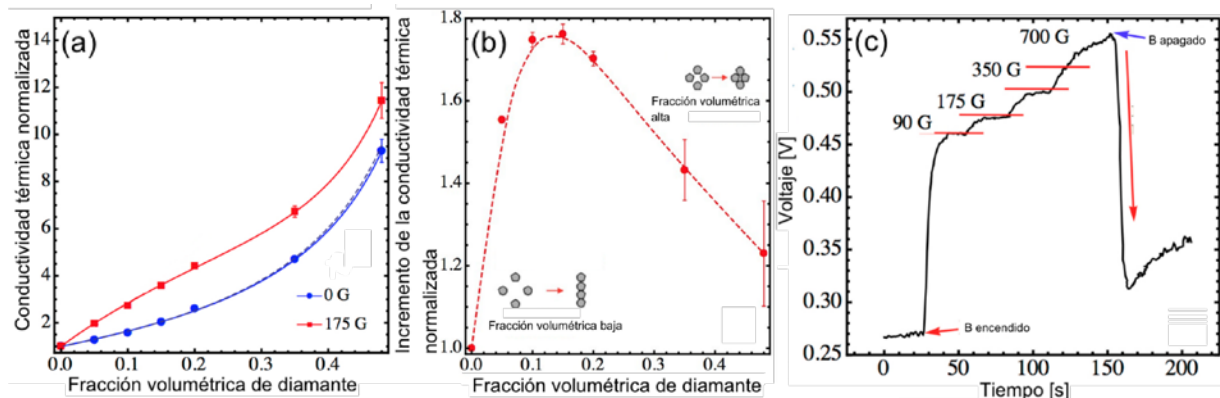 (a)
Conductividad térmica normalizada
14
12
10
8
6
4
2
0 G
175 G
0.0
0.1
0.2
0.3
0.4
Fracción volumétrica de diamante
(b)
Incremento de la conductividad térmica
normalizada
1.8
1.6
1.4
1.2
1.0
Fracción volumétrica
alta
Fracción volumétrica baja
0.0
0.1
0.2
0.3
0.4
Fracción volumétrica de diamante
(c)
Voltaje [V]
0.55
0.50
0.45
0.40
0.35
0.30
0.25
700 G
350 G
175 G
90 G
B apagado
B encendido
0
50
100
150
200
Tiempo [s]